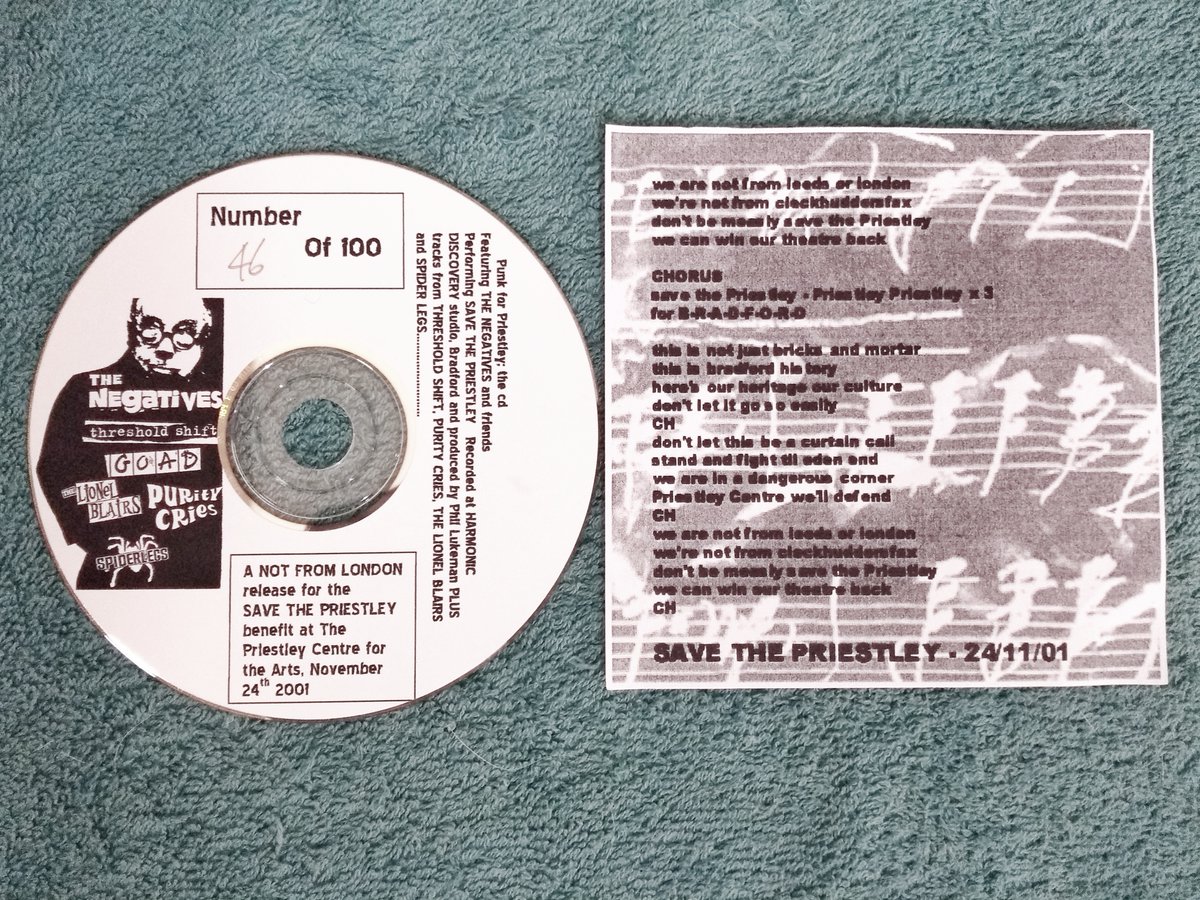 Number
46
Of 100
Punk for Priestley: the cd
Featuring THE NEGATIVES and friends
Performing SAVE THE PRIESTLEY Recorded at HARMONIC
DISCOVERY studio, Bradford and produced by Phil Lukeman PLUS
tracks from THRESHOLD SHIFT, PURITY CRIES, THE LIONEL BLAIRS
and SPIDER LEGS........................
THE
NEGATIVES
threshold shift
GOAD
THE LIONEL
BLAIRS
PURITY
CRIES
SPIDERLEGS
A NOT FROM LONDON
release for the
SAVE THE PRIESTLEY
benefit at The
Priestley Centre for
the Arts, November
24th 2001
we are not from leeds or london
we're not from cleckhuddersfax
don't be measly save the Priestley
we can win our theatre back
CHORUS
save the Priestley - Priestley Priestley x 3
for B-R-A-D-F-O-R-D
this is not just bricks and mortar
this is bradford history
here's our heritage our culture
don't let it go so easily
CH
don't let this be a curtain call
stand and fight til eden end
we are in a dangerous corner
Priestley Centre we'll defend
CH
we are not from leeds or london
we're not from cleckhuddersfax
don't be measly save the Priestley
we can win our theatre back
CH
SAVE THE PRIESTLEY - 24/11/01